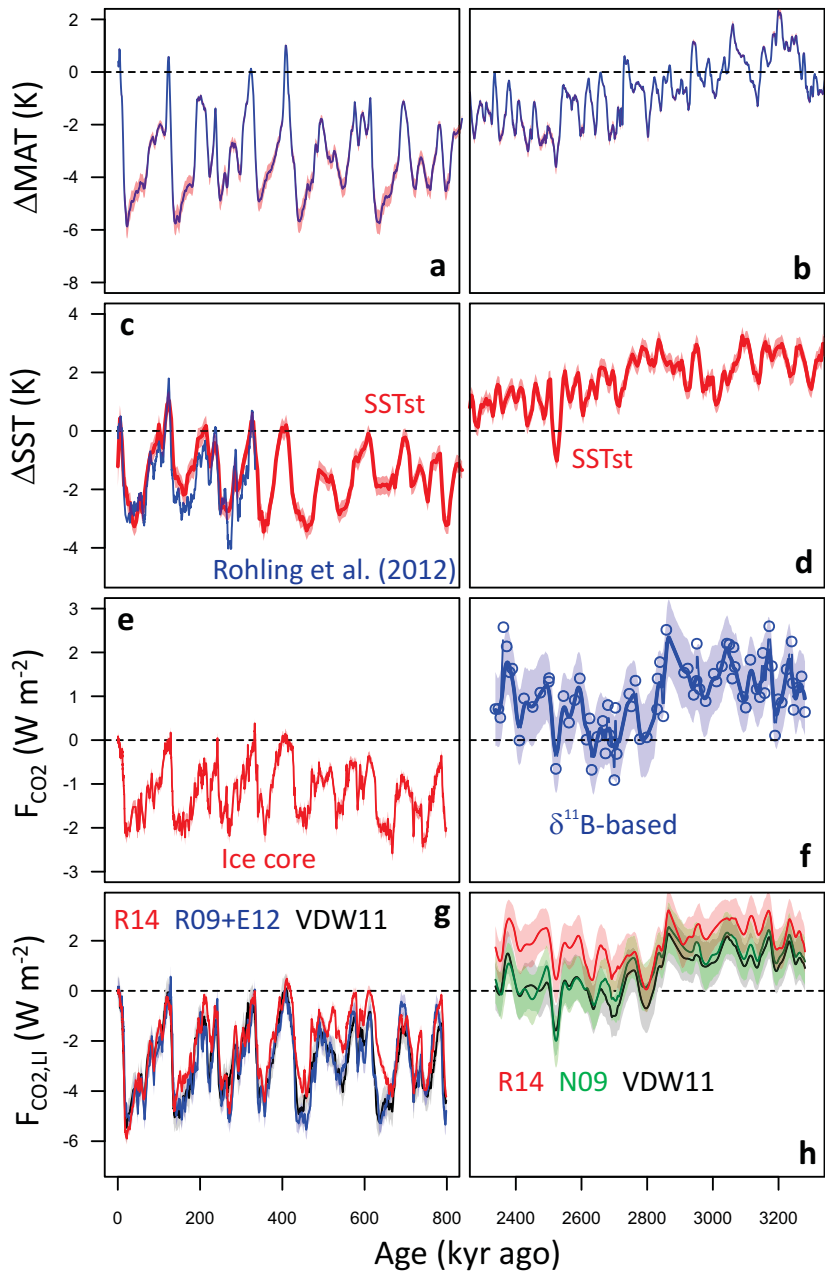 2
0
-2
-4
-6
-8
ΔMAT (K)
a
b
c
2
0
-2
-4
ΔSST (K)
SSTst
Rohling et al. (2012)
SSTst
d
e
3
2
1
0
-1
-2
-3
F_CO2 (W m⁻²)
Ice core
δ¹¹B-based
f
R14 R09+E12 VDW11
g
2
0
-2
-4
-6
F_CO2,LI (W m⁻²)
R14 N09 VDW11
h
0 200 400 600 800 2400 2600 2800 3000 3200
Age (kyr ago)